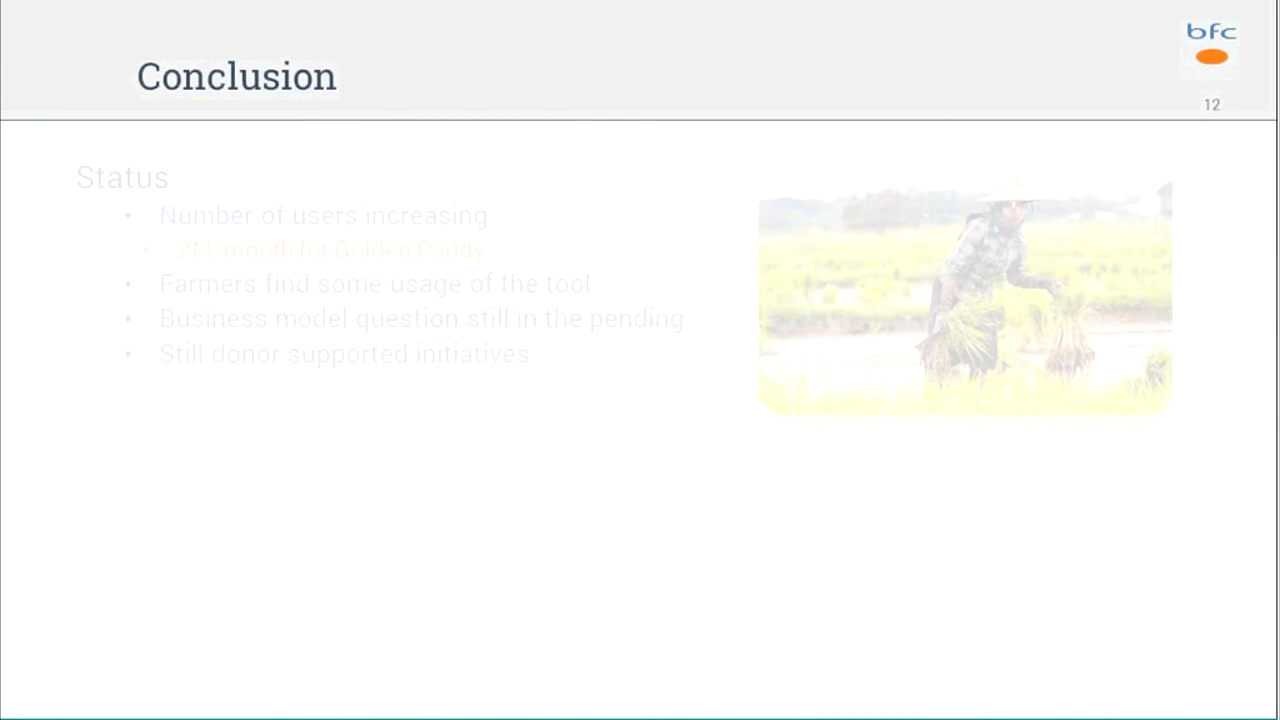 bfc
Conclusion
12
Status
• Number of users increasing
• 2M/month for Golden Paddy
• Farmers find some usage of the tool
• Business model question still in the pending
• Still donor supported initiatives